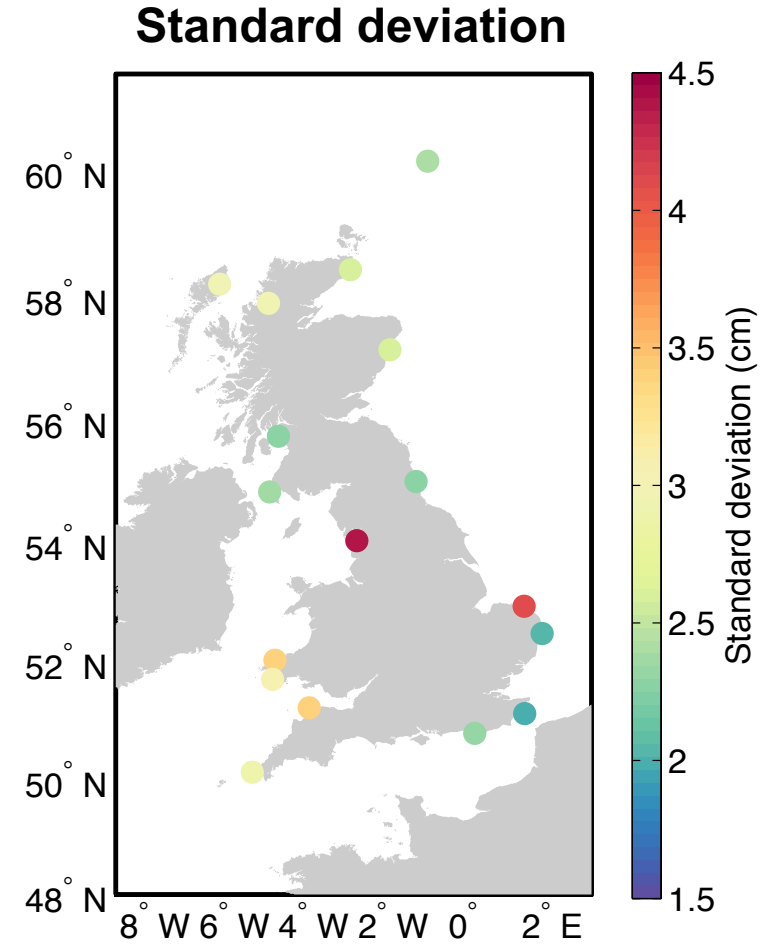 Standard deviation
60° N
58° N
56° N
54° N
52° N
50° N
48° N
8° W 6° W 4° W 2° W 0° 2° E
4.5
4
3.5
3
2.5
2
1.5
Standard deviation (cm)